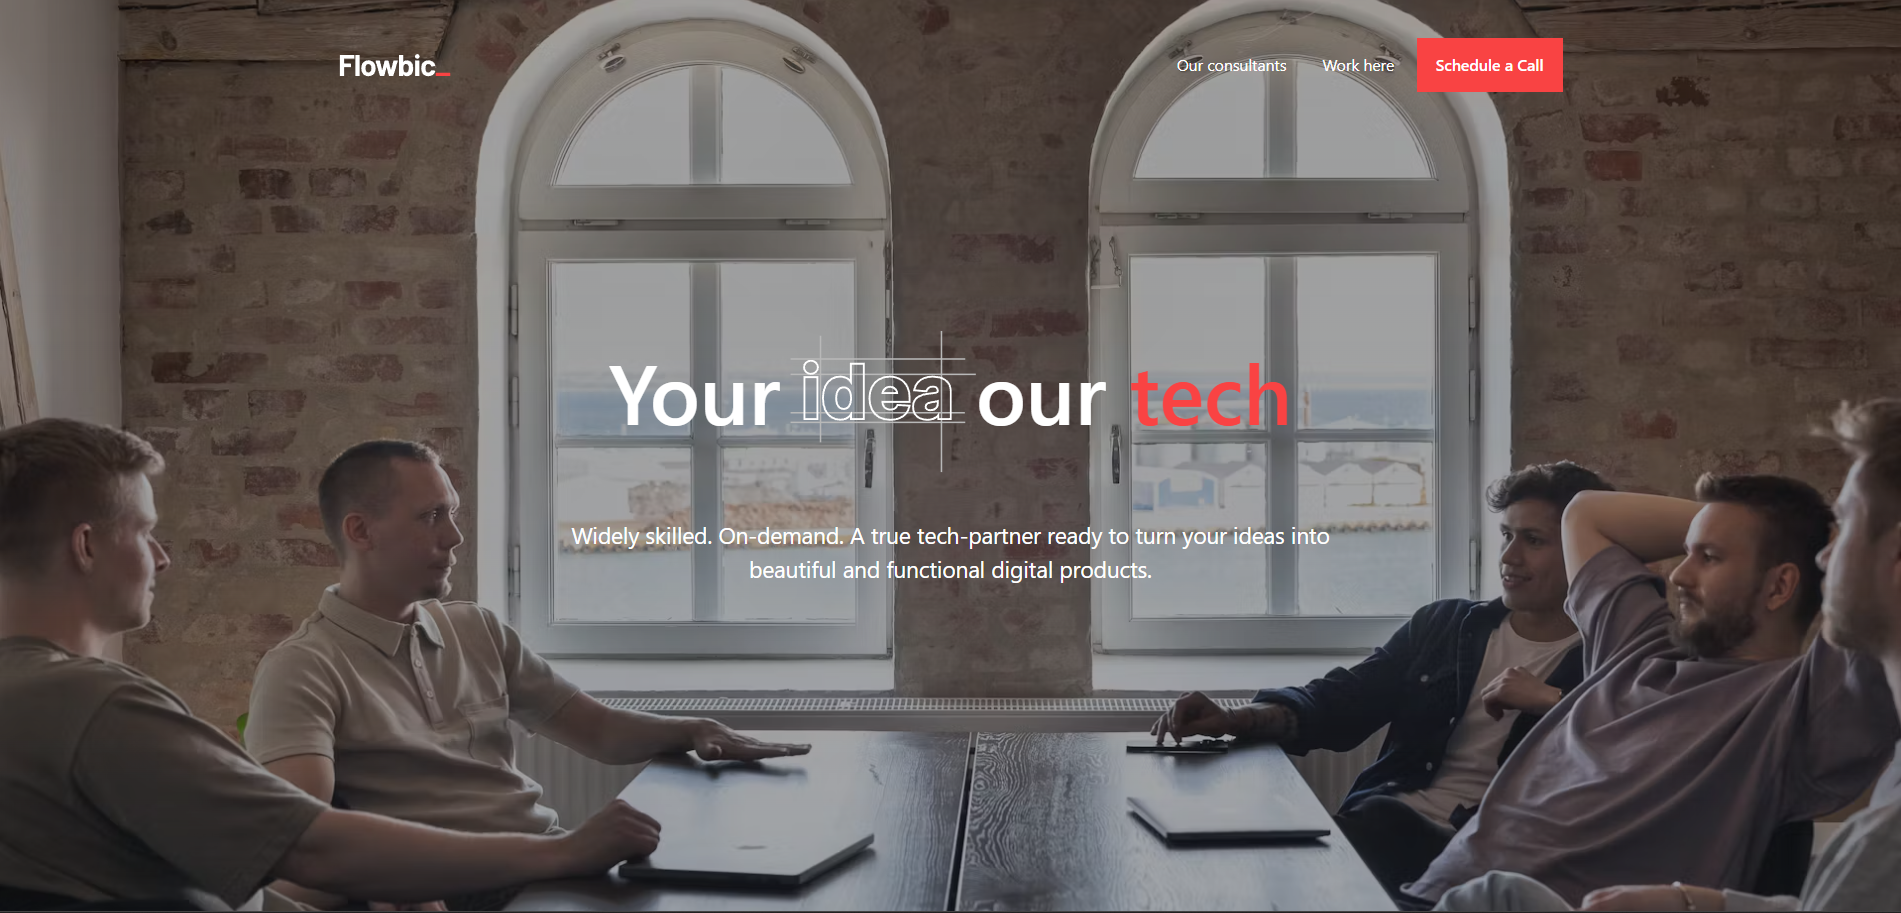 Flowbic_
Our consultants
Work here
Schedule a Call
Your idea our tech
Widely skilled. On-demand. A true tech-partner ready to turn your ideas into
beautiful and functional digital products.